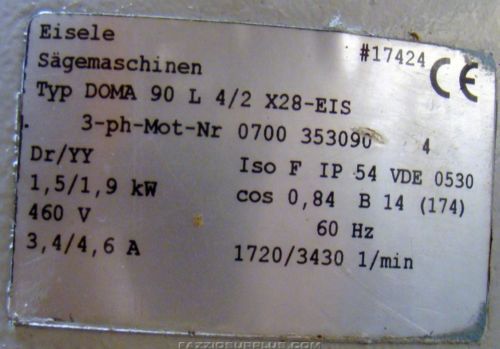 Eisele #17424 CE
Sägemaschinen
Typ DOMA 90 L 4/2 X28-EIS
3-ph-Mot-Nr 0700 353090 4
Dr/YY Iso F IP 54 VDE 0530
1,5/1,9 kW cos 0,84 B 14 (174)
460 V 60 Hz
3,4/4,6 A 1720/3430 1/min
FAZZIOSURPLUS.COM